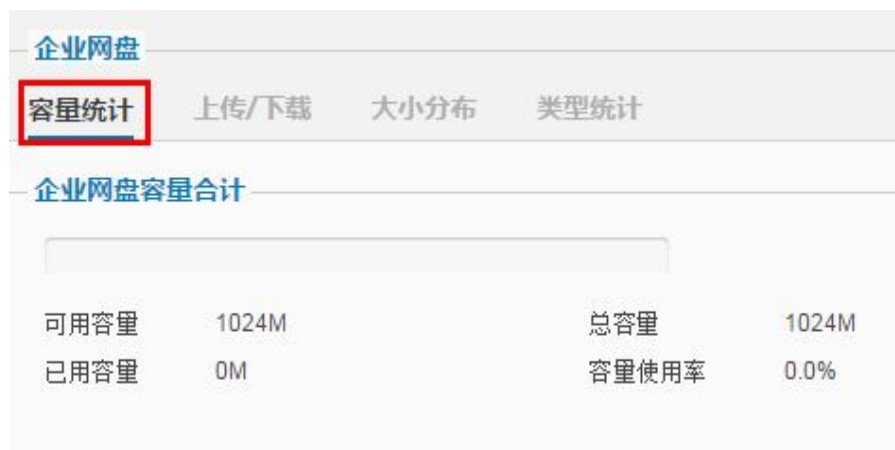 企业网盘
容量统计 上传/下载 大小分布 类型统计
企业网盘容量合计
可用容量 1024M 总容量 1024M
已用容量 0M 容量使用率 0.0%